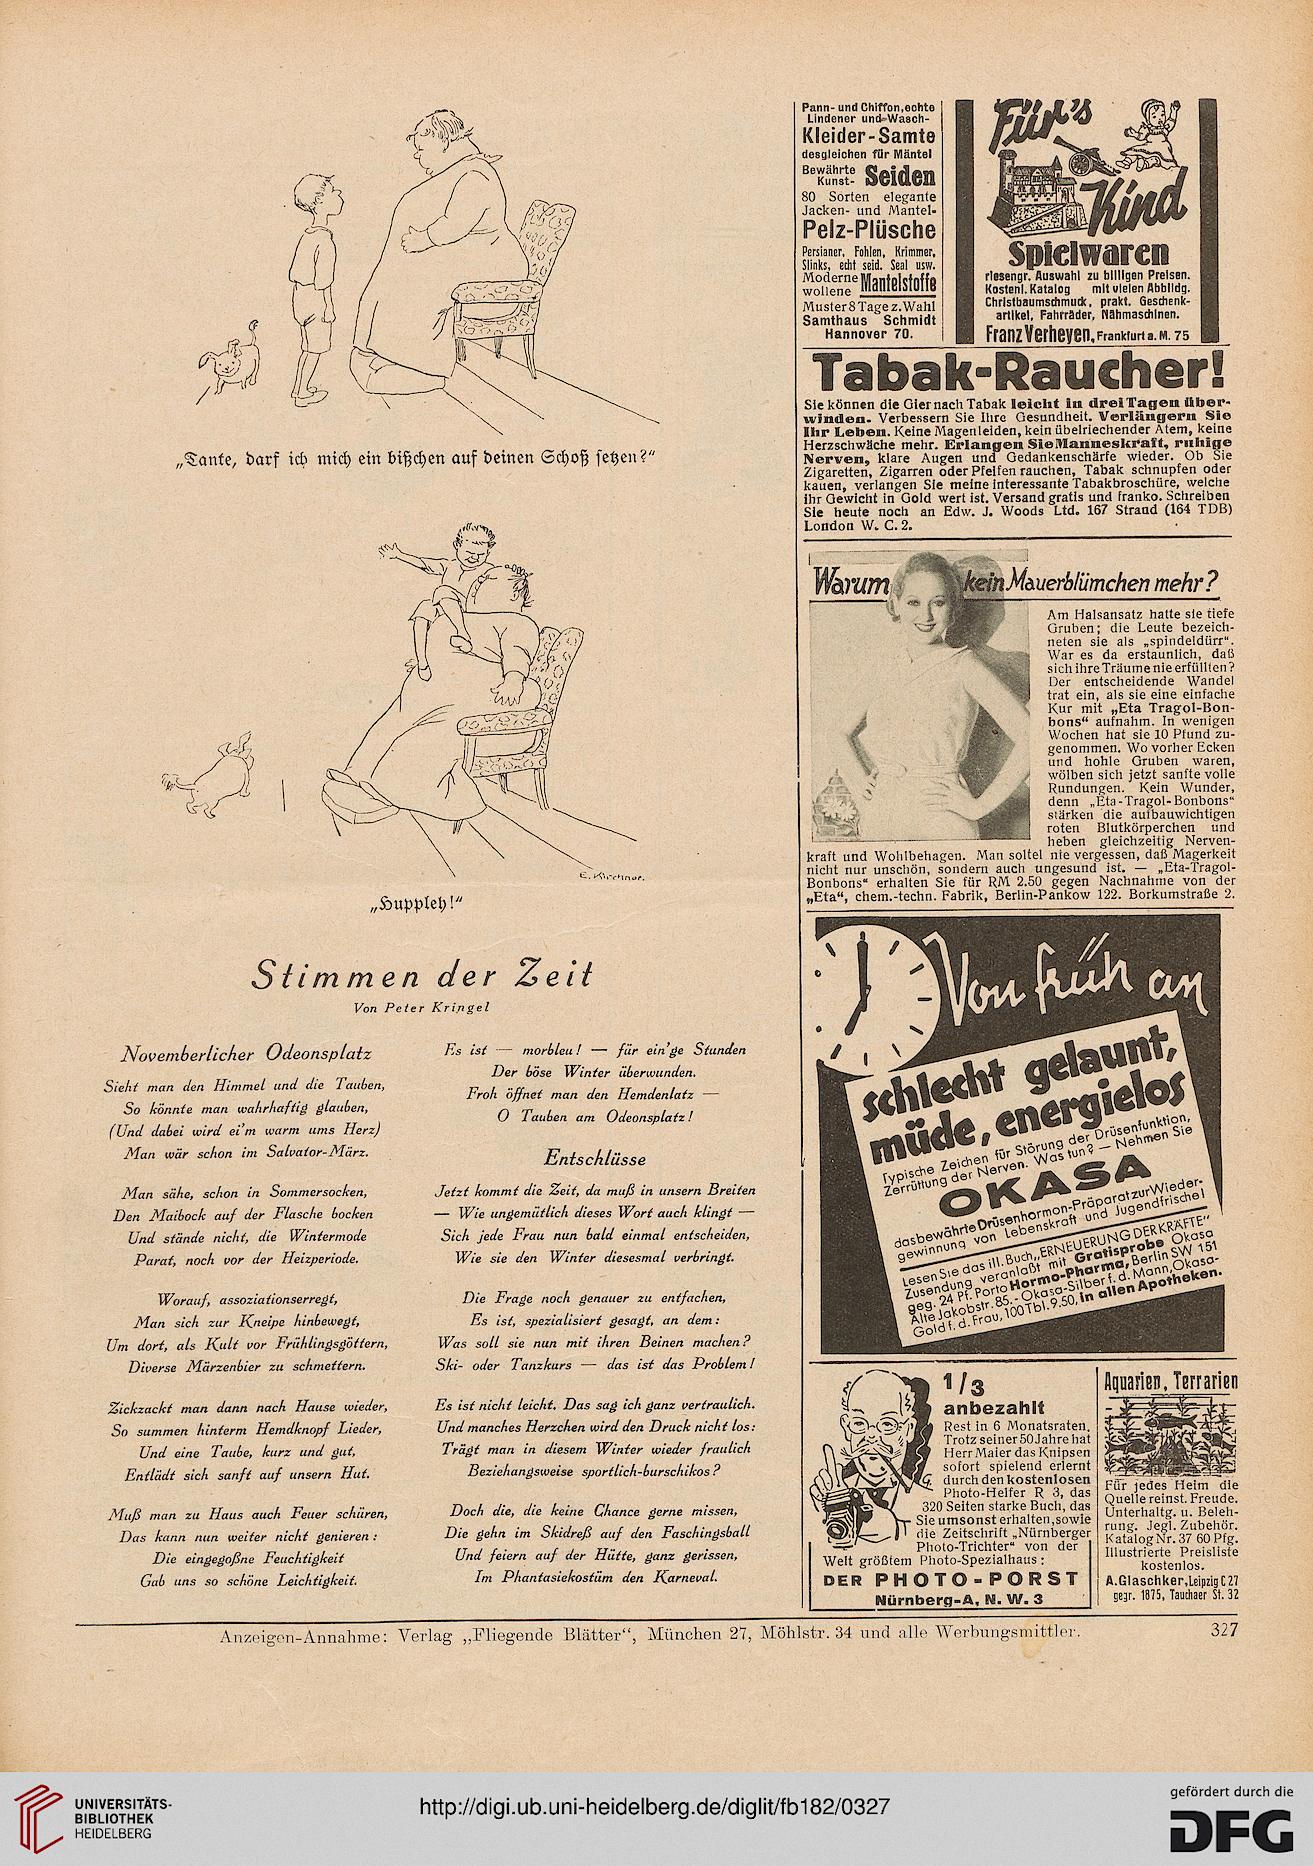 „Tante, darf ich mich ein bißchen auf deinen Schoß setzen?"
E. Kirchner.
„Huppleh!"
Stimmen der Zeit
Von Peter Kringel
Novemberlicher Odeonsplatz
Sieht man den Himmel und die Tauben,
So könnte man wahrhaftig glauben,
(Und dabei wird ei'm warm ums Herz)
Man wär schon im Salvator-März.
Man sähe, schon in Sommersocken,
Den Maibock auf der Flasche bocken
Und stände nicht, die Wintermode
Parat, noch vor der Heizperiode.
Worauf, assoziationserregt,
Man sich zur Kneipe hinbewegt,
Um dort, als Kult vor Frühlingsgöttern,
Diverse Märzenbier zu schmettern.
Zickzackt man dann nach Hause wieder,
So summen hinterm Hemdknopf Lieder,
Und eine Taube, kurz und gut,
Entlädt sich sanft auf unsern Hut.
Muß man zu Haus auch Feuer schüren,
Das kann nun weiter nicht genieren:
Die eingegoßne Feuchtigkeit
Gab uns so schöne Leichtigkeit.
Es ist — morbleu! — für ein'ge Stunden
Der böse Winter überwunden.
Froh öffnet man den Hemdenlatz —
O Tauben am Odeonsplatz!
Entschlüsse
Jetzt kommt die Zeit, da muß in unsern Breiten
— Wie ungemütlich dieses Wort auch klingt —
Sich jede Frau nun bald einmal entscheiden,
Wie sie den Winter diesesmal verbringt.
Die Frage noch genauer zu entfachen,
Es ist, spezialisiert gesagt, an dem:
Was soll sie nun mit ihren Beinen machen?
Ski- oder Tanzkurs — das ist das Problem!
Es ist nicht leicht. Das sag ich ganz vertraulich.
Und manches Herzchen wird den Druck nicht los:
Trägt man in diesem Winter wieder fraulich
Beziehungsweise sportlich-burschikos?
Doch die, die keine Chance gerne missen,
Die gehn im Skidreß auf den Faschingsball
Und feiern auf der Hütte, ganz gerissen,
Im Phantasiekostüm den Karneval.
Pann- und Chiffon, echte
Lindener und Wasch-
Kleider-Samte
desgleichen für Mäntel
Bewährte Kunst- Seiden
80 Sorten elegante
Jacken- und Mantel-
Pelz-Plüsche
Persianer, Fohlen, Krimmer,
Slinks, echt seid. Seal usw.
Moderne wollene Mantelstoffe
Muster 8 Tage z. Wahl
Samthaus Schmidt
Hannover 70.
Für's
Kind
Spielwaren
riesengr. Auswahl zu billigen Preisen.
Kostenl. Katalog mit vielen Abbildg.
Christbaumschmuck, prakt. Geschenk-
artikel, Fahrräder, Nähmaschinen.
Franz Verheyen, Frankfurt a. M. 75
Tabak-Raucher!
Sie können die Gier nach Tabak leicht in drei Tagen über-
winden. Verbessern Sie Ihre Gesundheit. Verlängern Sie
Ihr Leben. Keine Magenleiden, kein übelriechender Atem, keine
Herzschwäche mehr. Erlangen Sie Manneskraft, ruhige
Nerven, klare Augen und Gedankenschärfe wieder. Ob Sie
Zigaretten, Zigarren oder Pfeifen rauchen, Tabak schnupfen oder
kauen, verlangen Sie meine interessante Tabakbroschüre, welche
ihr Gewicht in Gold wert ist. Versand gratis und franko. Schreiben
Sie heute noch an Edw. J. Woods Ltd. 167 Strand (164 TDB)
London W. C. 2.
Warum kein Mauerblümchen mehr?
Am Halsansatz hatte sie tiefe
Gruben; die Leute bezeich-
neten sie als „spindeldürr".
War es da erstaunlich, daß
sich ihre Träume nie erfüllten?
Der entscheidende Wandel
trat ein, als sie eine einfache
Kur mit „Eta Tragol-Bon-
bons" aufnahm. In wenigen
Wochen hat sie 10 Pfund zu-
genommen. Wo vorher Ecken
und hohle Gruben waren,
wölben sich jetzt sanfte volle
Rundungen. Kein Wunder,
denn „Eta-Tragol-Bonbons"
stärken die aufbauwichtigen
roten Blutkörperchen und
heben gleichzeitig Nerven-
kraft und Wohlbehagen. Man sollte! nie vergessen, daß Magerkeit
nicht nur unschön, sondern auch ungesund ist. — „Eta-Tragol-
Bonbons" erhalten Sie für RM 2.50 gegen Nachnahme von der
„Eta", chem.-techn. Fabrik, Berlin-Pankow 122. Borkumstraße 2.
Von früh an
schlecht gelaunt,
müde, energielos
Typische Zeichen für Störung der Drüsenfunktion,
Zerrüttung der Nerven. Was tun? — Nehmen Sie
OKASA
das bewährte Drüsenhormon-Präparat zur Wieder-
gewinnung von Lebenskraft und Jugendfrische!
Lesen Sie das ill. Buch „ERNEUERUNG DER KRÄFTE"
Zusendung veranlaßt mit Gratisprobe Okasa
geg. 24 Pf. Porto Hormo-Pharma, Berlin SW 151
Alte Jakobstr. 85. - Okasa-Silber f. d. Mann, Okasa-
Gold f. d. Frau, 100 Tbl. 9.50, in allen Apotheken.
1/3
anbezahlt
Rest in 6 Monatsraten.
Trotz seiner 50 Jahre hat
Herr Maier das Knipsen
sofort spielend erlernt
durch den kostenlosen
Photo-Helfer R 3, das
320 Seiten starke Buch, das
Sie umsonst erhalten, sowie
die Zeitschrift „Nürnberger
Photo-Trichter" von der
Welt größtem Photo-Spezialhaus:
DER PHOTO-PORST
Nürnberg-A, N. W. 3
Aquarien, Terrarien
Für jedes Heim die
Quelle reinst. Freude.
Unterhaltg. u. Beleh-
rung. Jegl. Zubehör.
Katalog Nr. 37 60 Pfg.
Illustrierte Preisliste
kostenlos.
A. Glaschker, Leipzig C 27
gegr. 1875, Tauchaer St. 32
Anzeigen-Annahme: Verlag „Fliegende Blätter", München 27, Möhlstr. 34 und alle Werbungsmittler.
327
UNIVERSITÄTS-
BIBLIOTHEK
HEIDELBERG
http://digi.ub.uni-heidelberg.de/diglit/fb182/0327
gefördert durch die
DFG